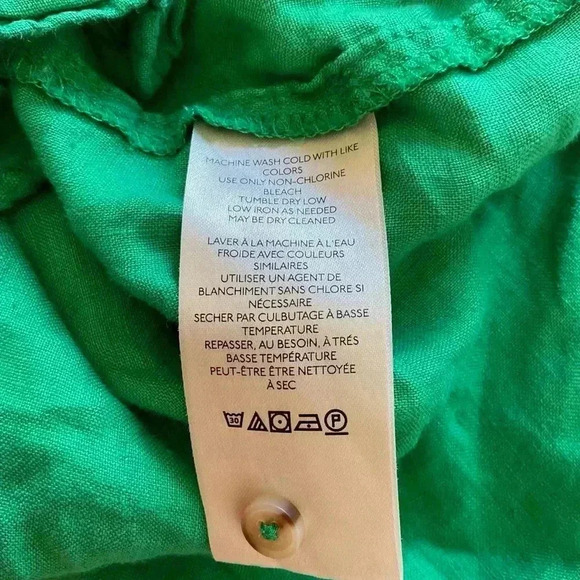 MACHINE WASH COLD WITH LIKE
COLORS
USE ONLY NON-CHLORINE
BLEACH
TUMBLE DRY LOW
LOW IRON AS NEEDED
MAY BE DRY CLEANED
LAVER À LA MACHINE À L'EAU
FROIDE AVEC COULEURS
SIMILAIRES
UTILISER UN AGENT DE
BLANCHIMENT SANS CHLORE SI
NÉCESSAIRE
SECHER PAR CULBUTAGE À BASSE
TEMPERATURE
REPASSER, AU BESOIN, À TRÉS
BASSE TEMPÉRATURE
PEUT-ÊTRE ÊTRE NETTOYÉE
À SEC
30 P